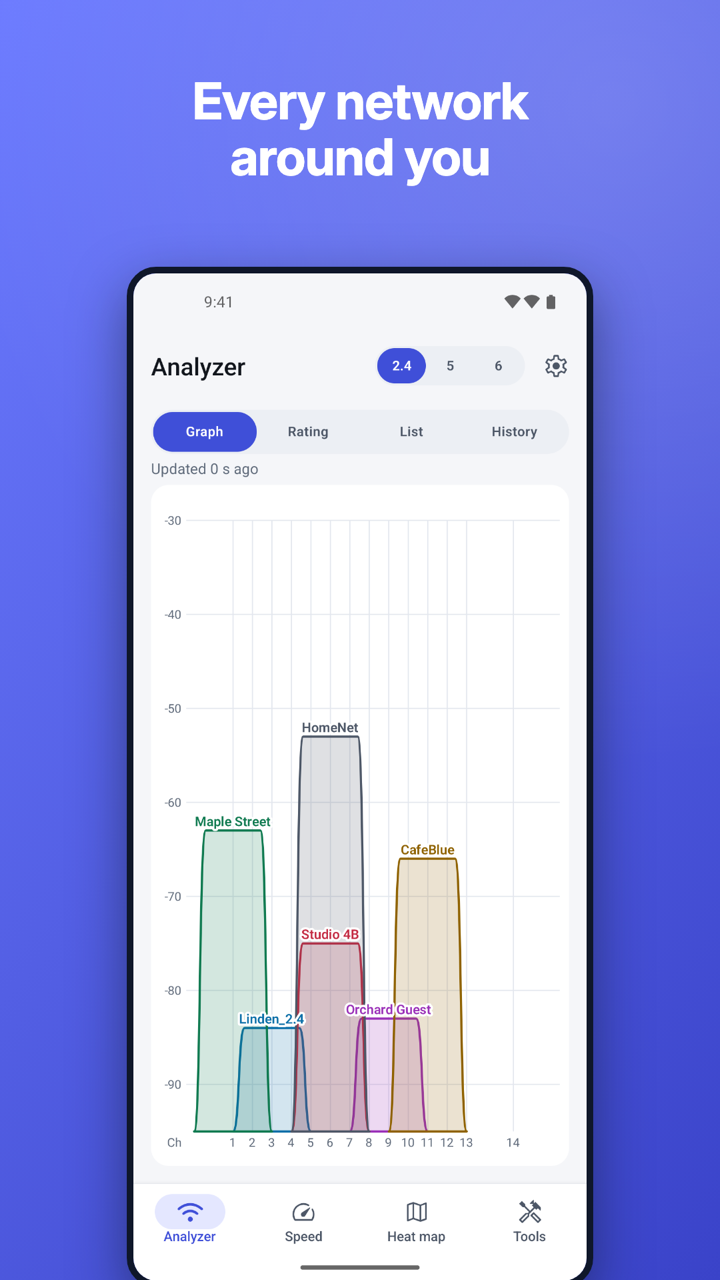 Every network
around you
9:41
Analyzer
2.4 5 6
Graph Rating List History
Updated 0 s ago
-30
-40
-50
HomeNet
-60
Maple Street
CafeBlue
-70
Studio 4B
-80
Orchard Guest
Linden_2.4
-90
Ch 1 2 3 4 5 6 7 8 9 10 11 12 13 14
Analyzer Speed Heat map Tools